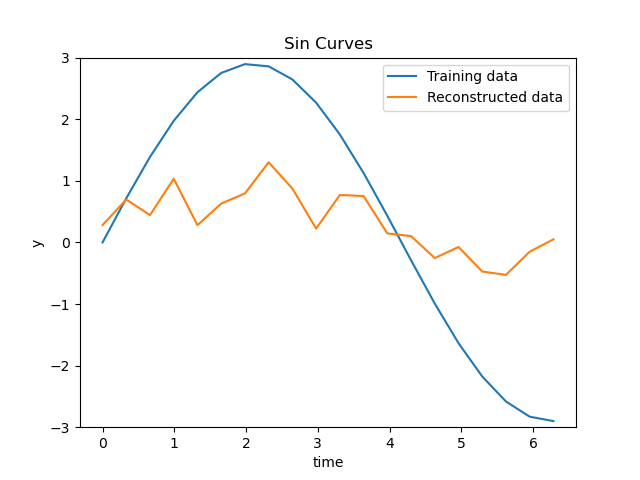 Sin Curves
Training data
Reconstructed data
3
2
1
0
−1
−2
−3
y
0 1 2 3 4 5 6
time